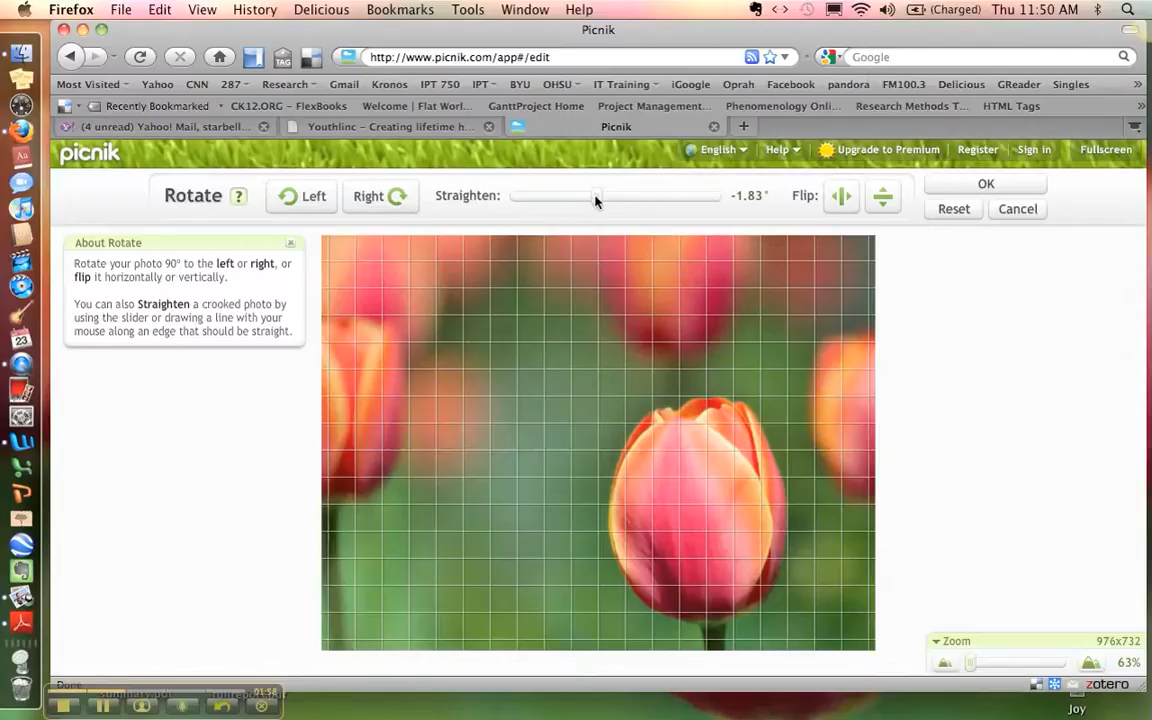 Firefox File Edit View History Delicious Bookmarks Tools Window Help (Charged) Thu 11:50 AM
Picnik
TAG http://www.picnik.com/app#/edit Google
Most Visited Yahoo CNN 287 Research Gmail Kronos IPT 750 IPT BYU OHSU IT Training iGoogle Oprah Facebook pandora FM100.3 Delicious GReader Singles »
Recently Bookmarked CK12.ORG – FlexBooks Welcome | Flat Worl... GanttProject Home Project Management... Phenomenology Onli... Research Methods T... HTML Tags »
(4 unread) Yahoo! Mail, starbell... Youthlinc – Creating lifetime h... Picnik
picnik English Help Upgrade to Premium Register Sign in Fullscreen
Rotate ? Left Right Straighten: -1.83° Flip: OK
Reset Cancel
About Rotate
Rotate your photo 90° to the left or right, or
flip it horizontally or vertically.
You can also Straighten a crooked photo by
using the slider or drawing a line with your
mouse along an edge that should be straight.
Zoom 976x732
63%
Done zotero
01:58
Joy